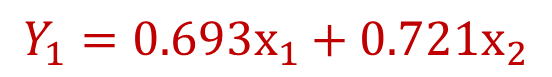 Y₁ = 0.693x₁ + 0.721x₂